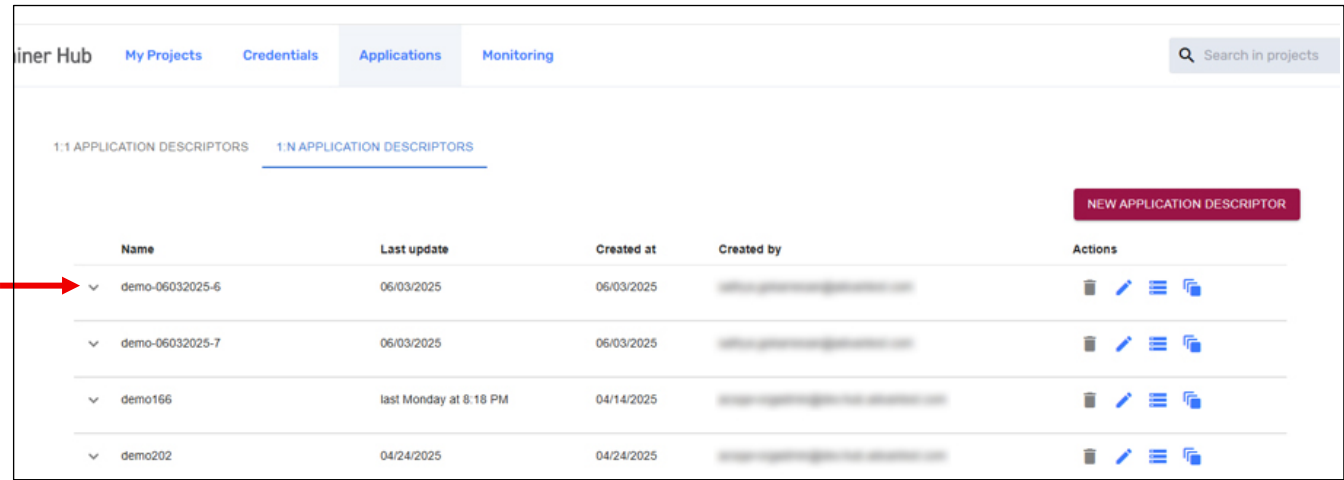 iner Hub My Projects Credentials Applications Monitoring Search in projects
1:1 APPLICATION DESCRIPTORS 1:N APPLICATION DESCRIPTORS
NEW APPLICATION DESCRIPTOR
Name Last update Created at Created by Actions
demo-06032025-6 06/03/2025 06/03/2025
demo-06032025-7 06/03/2025 06/03/2025
demo166 last Monday at 8:18 PM 04/14/2025
demo202 04/24/2025 04/24/2025